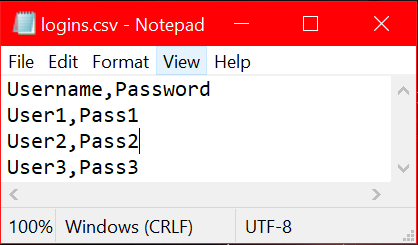 logins.csv - Notepad
File Edit Format View Help
Username,Password
User1,Pass1
User2,Pass2
User3,Pass3
100% Windows (CRLF) UTF-8